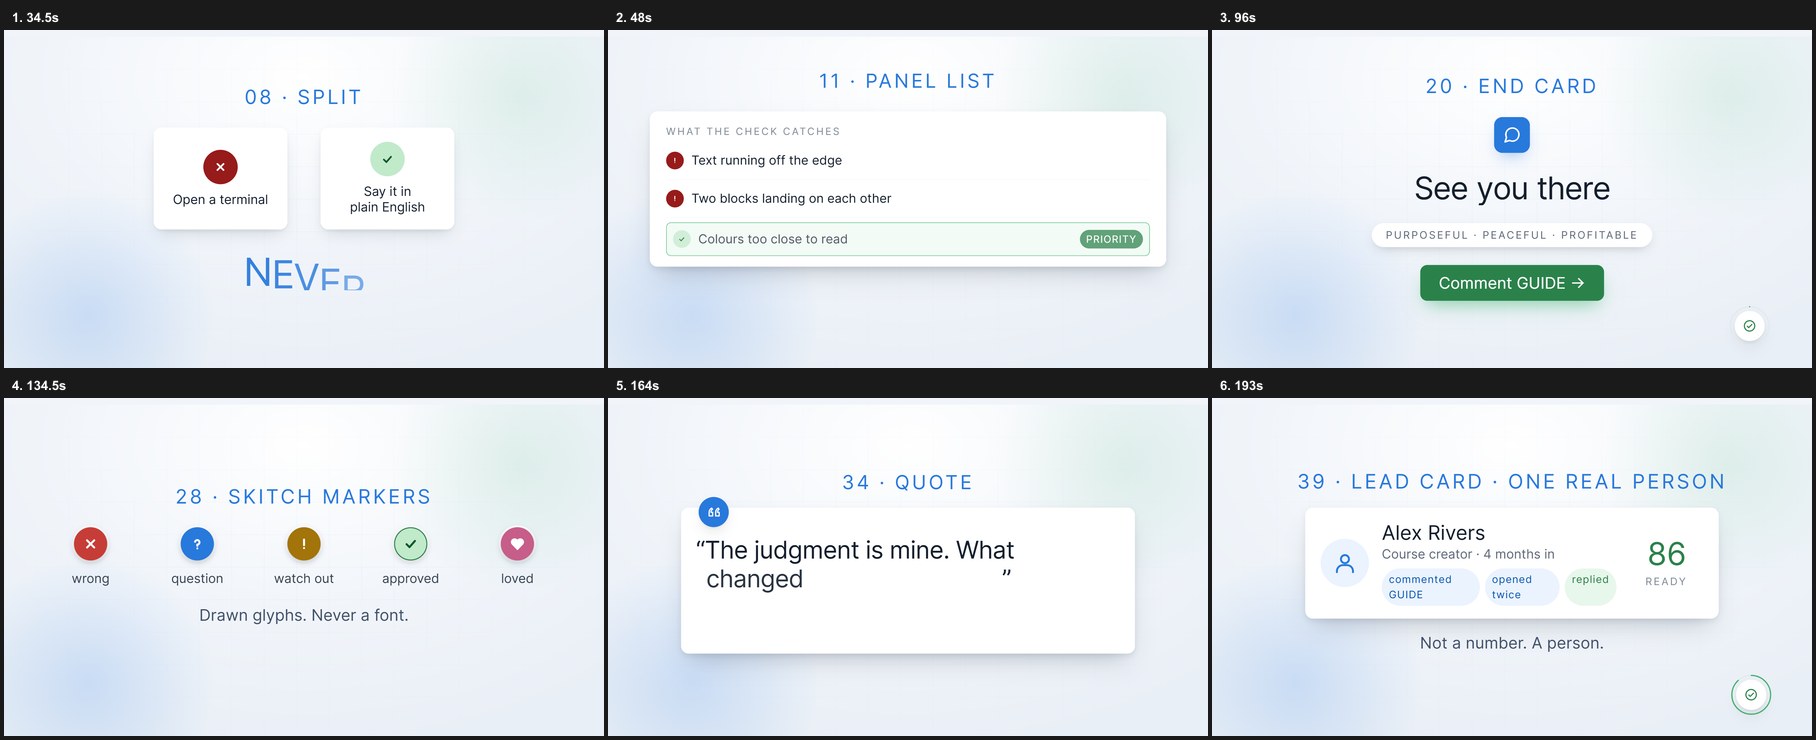 1. 34.5s
08 · SPLIT
Open a terminal
Say it in
plain English
NEVER
2. 48s
11 · PANEL LIST
WHAT THE CHECK CATCHES
Text running off the edge
Two blocks landing on each other
Colours too close to read
PRIORITY
3. 96s
20 · END CARD
See you there
PURPOSEFUL · PEACEFUL · PROFITABLE
Comment GUIDE →
4. 134.5s
28 · SKITCH MARKERS
wrong
question
watch out
approved
loved
Drawn glyphs. Never a font.
5. 164s
34 · QUOTE
“The judgment is mine. What
changed ”
6. 193s
39 · LEAD CARD · ONE REAL PERSON
Alex Rivers
Course creator · 4 months in
commented
GUIDE
opened
twice
replied
86
READY
Not a number. A person.